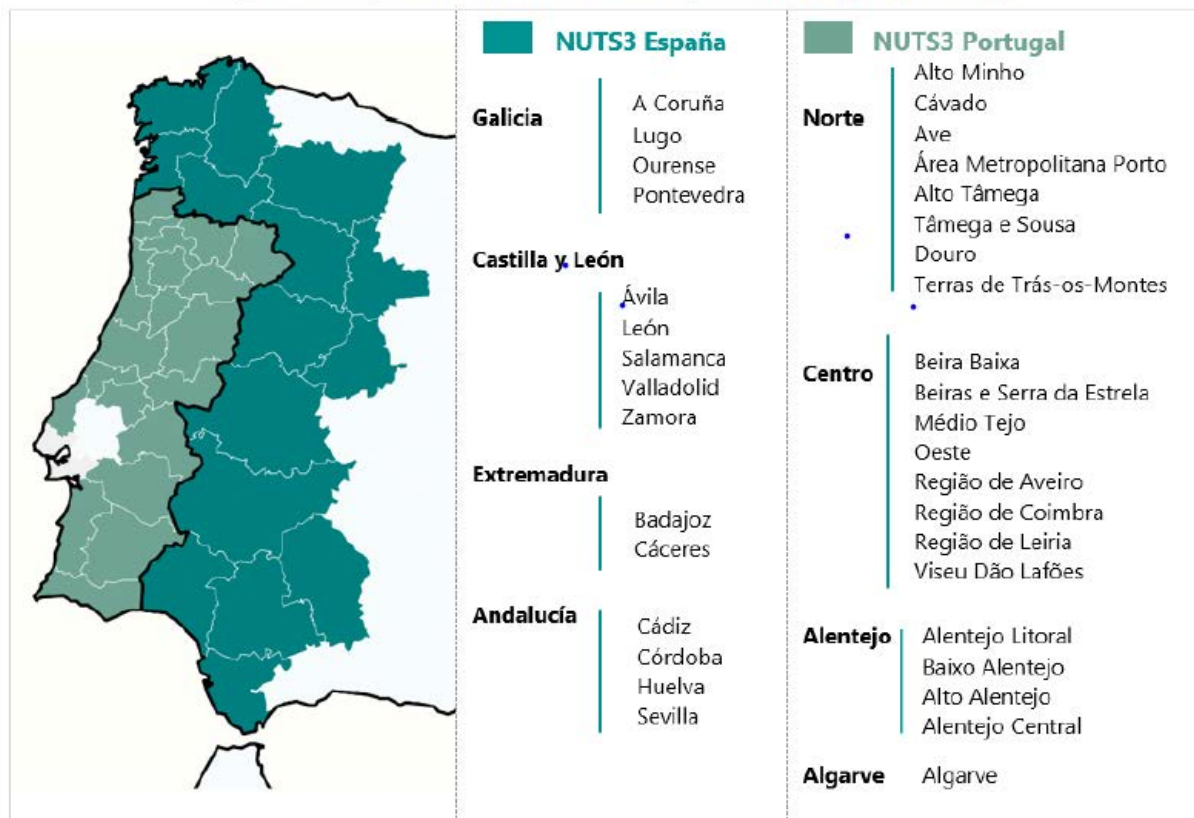 NUTS3 España
Galicia
A Coruña
Lugo
Ourense
Pontevedra
Castilla y León
Ávila
León
Salamanca
Valladolid
Zamora
Extremadura
Badajoz
Cáceres
Andalucía
Cádiz
Córdoba
Huelva
Sevilla
NUTS3 Portugal
Norte
Alto Minho
Cávado
Ave
Área Metropolitana Porto
Alto Tâmega
Tâmega e Sousa
Douro
Terras de Trás-os-Montes
Centro
Beira Baixa
Beiras e Serra da Estrela
Médio Tejo
Oeste
Região de Aveiro
Região de Coimbra
Região de Leiria
Viseu Dão Lafões
Alentejo
Alentejo Litoral
Baixo Alentejo
Alto Alentejo
Alentejo Central
Algarve
Algarve